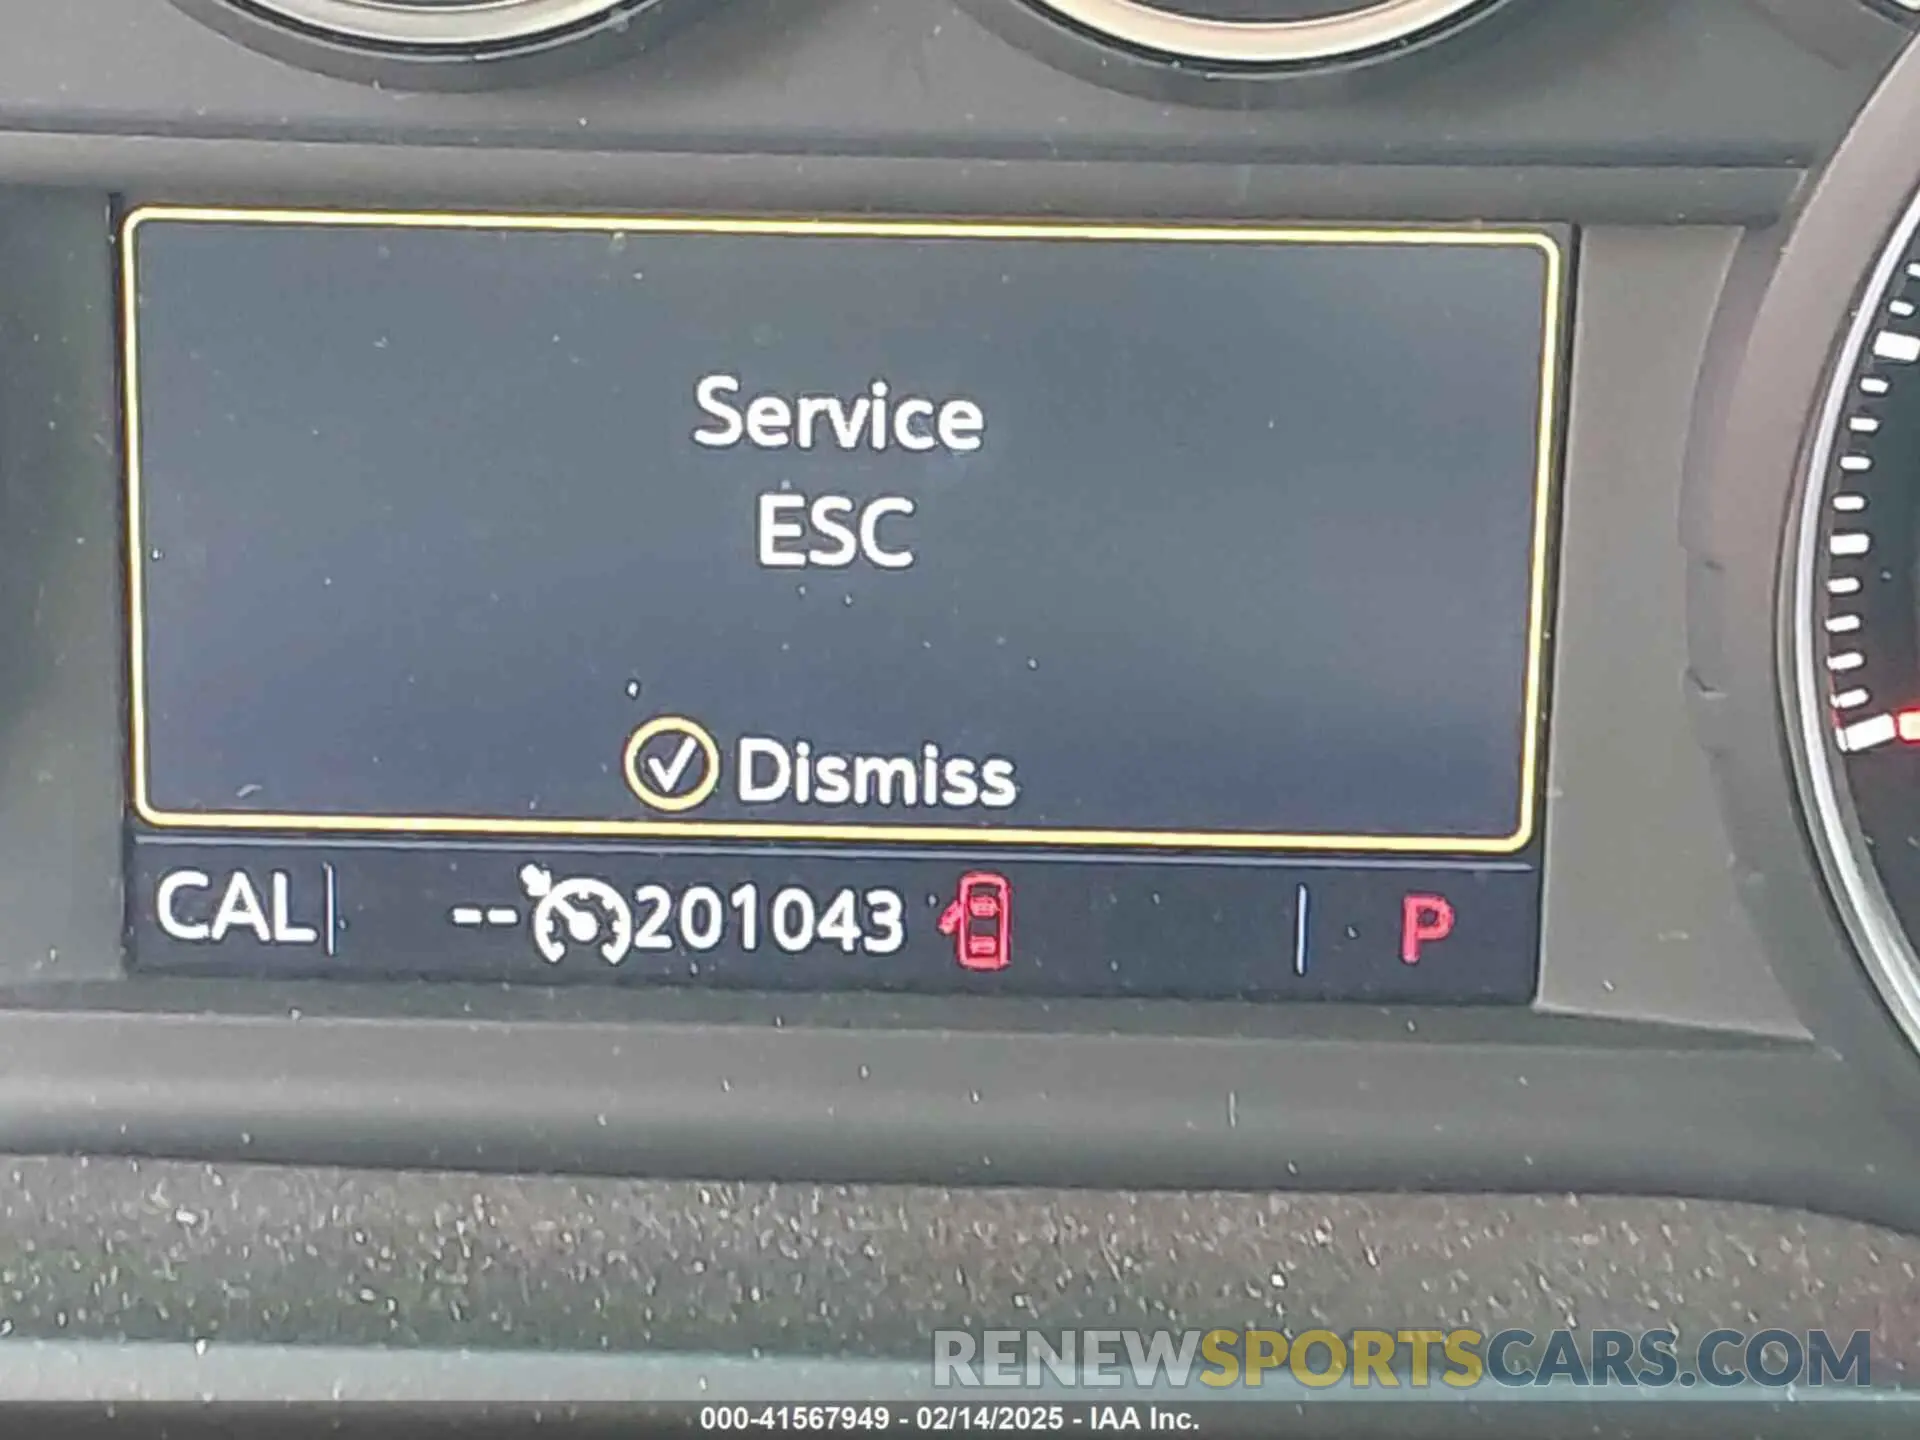 Service
ESC
Dismiss
CAL -- 201043 P
RENEWSPORTSCARS.COM
000-41567949 - 02/14/2025 - IAA Inc.